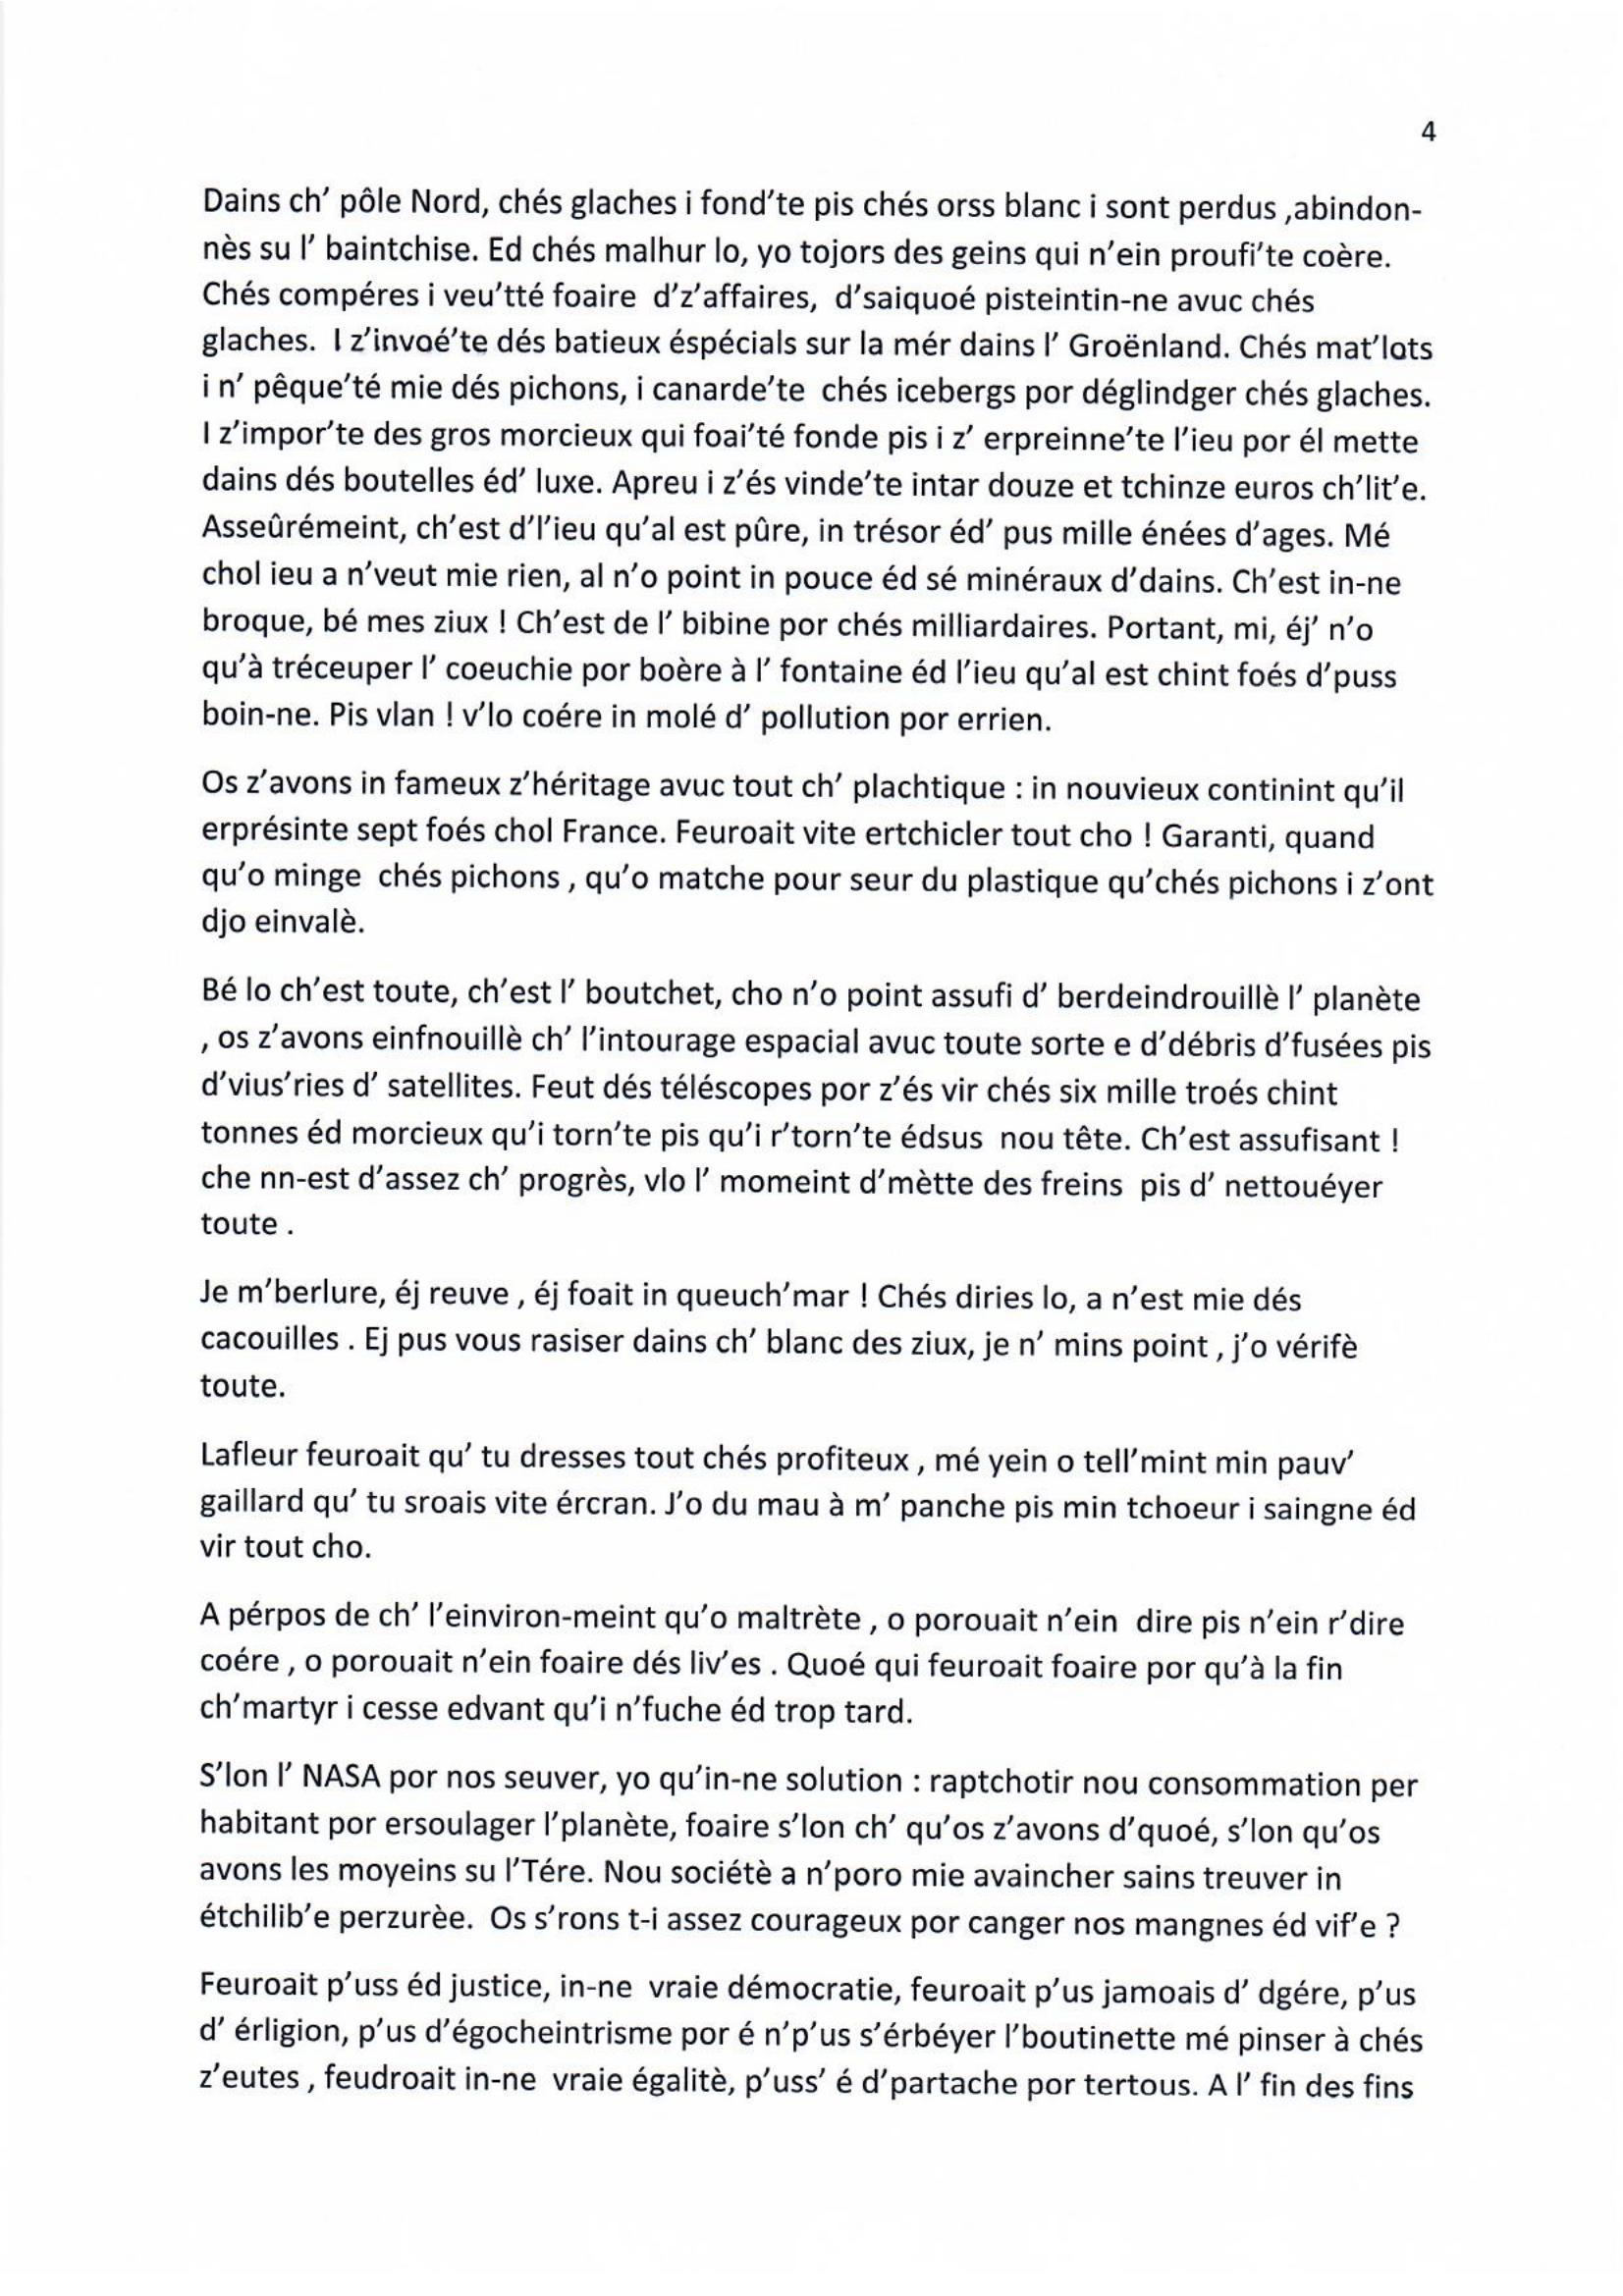 4
Dains ch’ pôle Nord, chés glaches i fond’te pis chés orss blanc i sont perdus ,abindon-
nès su l’ baintchise. Ed chés malhur lo, yo tojors des geins qui n’ein proufi’te coère.
Chés compéres i veu’tté foaire  d’z’affaires,  d’saiquoé pisteintin-ne avuc chés
glaches.  I z’invoé’te dés batieux éspécials sur la mér dains l’ Groënland. Chés mat’lots
i n’ pêque’té mie dés pichons, i canarde’te  chés icebergs por déglindger chés glaches.
I z’impor’te des gros morcieux qui foai’té fonde pis i z’ erpreinne’te l’ieu por él mette
dains dés boutelles éd’ luxe. Apreu i z’és vinde’te intar douze et tchinze euros ch’lit’e.
Asseûrémeint, ch’est d’l’ieu qu’al est pûre, in trésor éd’ pus mille énées d’ages. Mé
chol ieu a n’veut mie rien, al n’o point in pouce éd sé minéraux d’dains. Ch’est in-ne
broque, bé mes ziux ! Ch’est de l’ bibine por chés milliardaires. Portant, mi, éj’ n’o
qu’à tréceuper l’ coeuchie por boère à l’ fontaine éd l’ieu qu’al est chint foés d’puss
boin-ne. Pis vlan ! v’lo coére in molé d’ pollution por errien.
Os z’avons in fameux z’héritage avuc tout ch’ plachtique : in nouvieux continint qu’il
erprésinte sept foés chol France. Feuroait vite ertchicler tout cho ! Garanti, quand
qu’o minge  chés pichons , qu’o matche pour seur du plastique qu’chés pichons i z’ont
djo einvalè.
Bé lo ch’est toute, ch’est l’ boutchet, cho n’o point assufi d’ berdeindrouillè l’ planète
, os z’avons einfnouillè ch’ l’intourage espacial avuc toute sorte e d’débris d’fusées pis
d’vius’ries d’ satellites. Feut dés téléscopes por z’és vir chés six mille troés chint
tonnes éd morcieux qu’i torn’te pis qu’i r’torn’te édsus  nou tête. Ch’est assufisant !
che nn-est d’assez ch’ progrès, vlo l’ momeint d’mètte des freins  pis d’ nettouéyer
toute .
Je m’berlure, éj reuve , éj foait in queuch’mar ! Chés diries lo, a n’est mie dés
cacouilles . Ej pus vous rasiser dains ch’ blanc des ziux, je n’ mins point , j’o vérifè
toute.
Lafleur feuroait qu’ tu dresses tout chés profiteux , mé yein o tell’mint min pauv’
gaillard qu’ tu sroais vite ércran. J’o du mau à m’ panche pis min tchoeur i saingne éd
vir tout cho.
A pérpos de ch’ l’einviron-meint qu’o maltrète , o porouait n’ein  dire pis n’ein r’dire
coére , o porouait n’ein foaire dés liv’es . Quoé qui feuroait foaire por qu’à la fin
ch’martyr i cesse edvant qu’i n’fuche éd trop tard.
S’lon l’ NASA por nos seuver, yo qu’in-ne solution : raptchotir nou consommation per
habitant por ersoulager l’planète, foaire s’lon ch’ qu’os z’avons d’quoé, s’lon qu’os
avons les moyeins su l’Tére. Nou sociétè a n’poro mie avaincher sains treuver in
étchilib’e perzurèe.  Os s’rons t-i assez courageux por canger nos mangnes éd vif’e ?
Feuroait p’uss éd justice, in-ne  vraie démocratie, feuroait p’us jamoais d’ dgére, p’us
d’ érligion, p’us d’égocheintrisme por é n’p’us s’érbéyer l’boutinette mé pinser à chés
z’eutes , feudroait in-ne  vraie égalitè, p’uss’ é d’partache por tertous. A l’ fin des fins